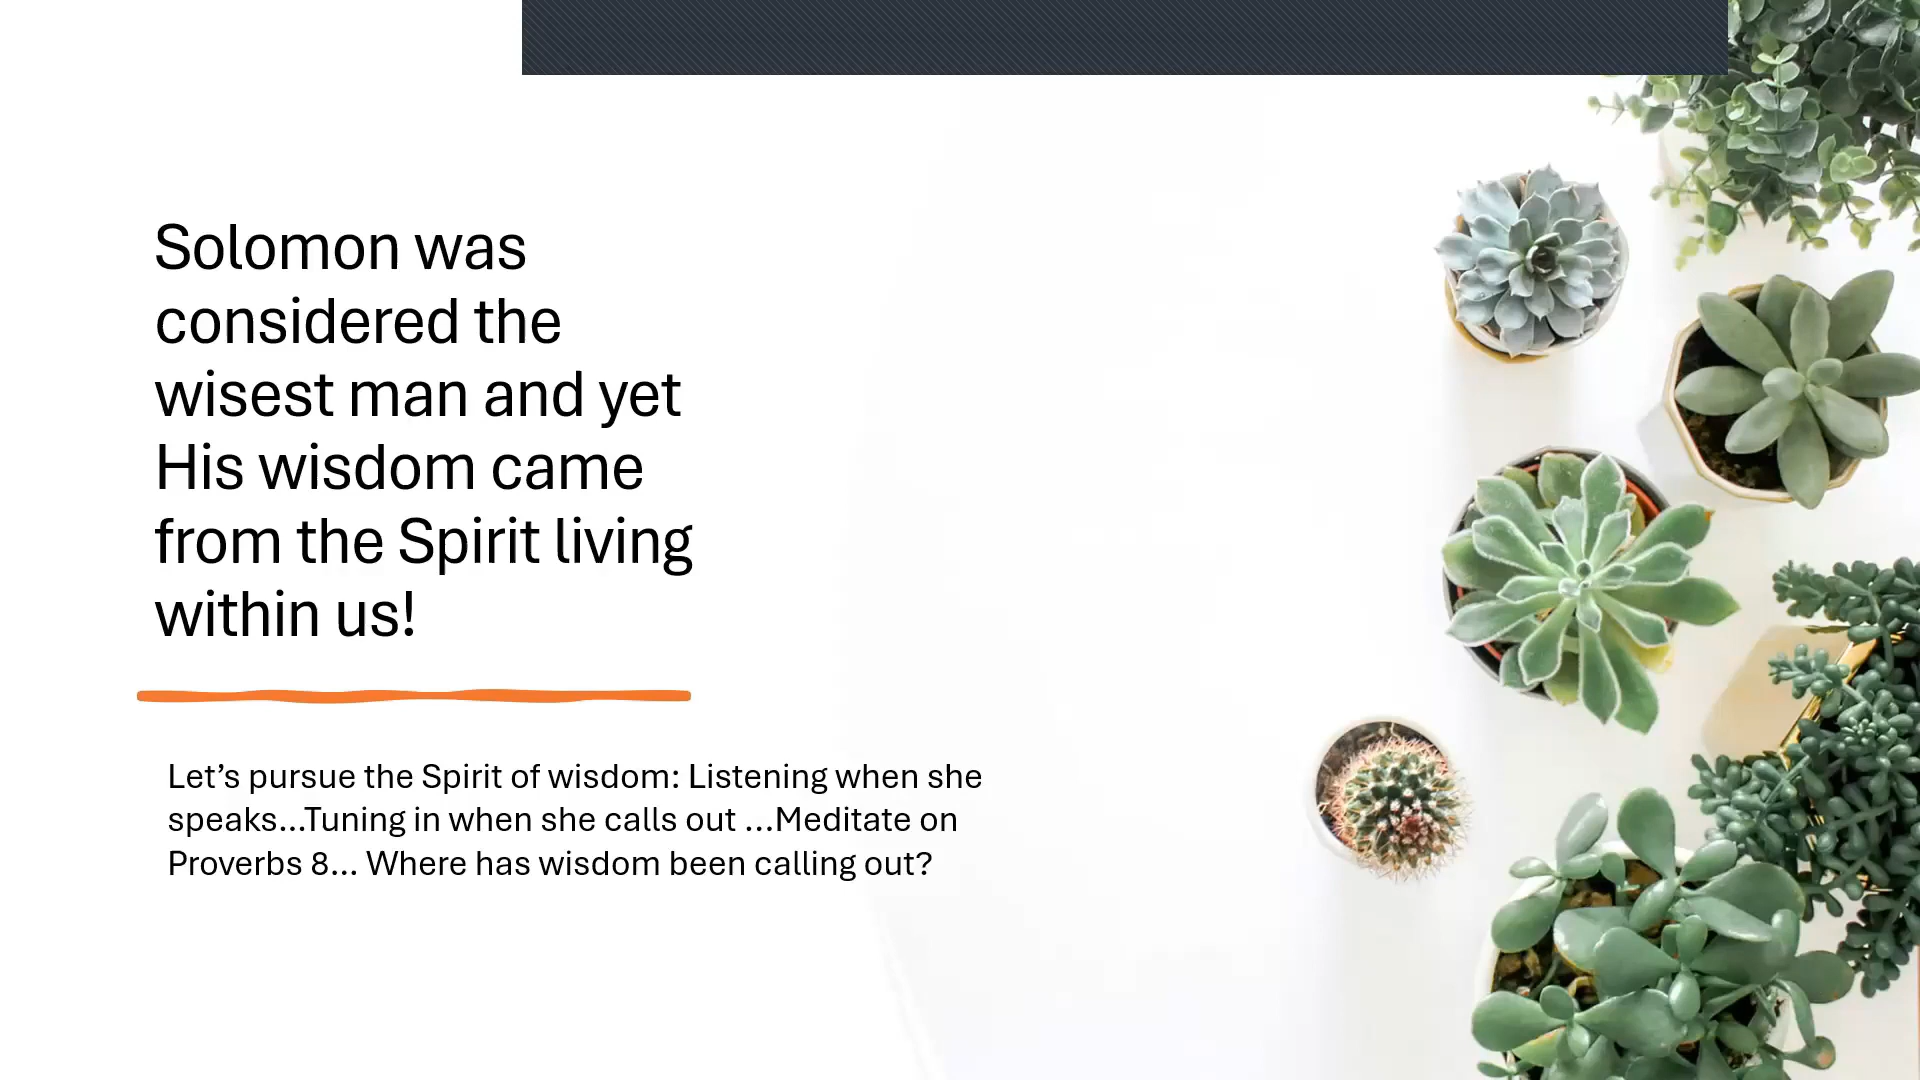 Solomon was
considered the
wisest man and yet
His wisdom came
from the Spirit living
within us!
Let’s pursue the Spirit of wisdom: Listening when she
speaks…Tuning in when she calls out …Meditate on
Proverbs 8… Where has wisdom been calling out?